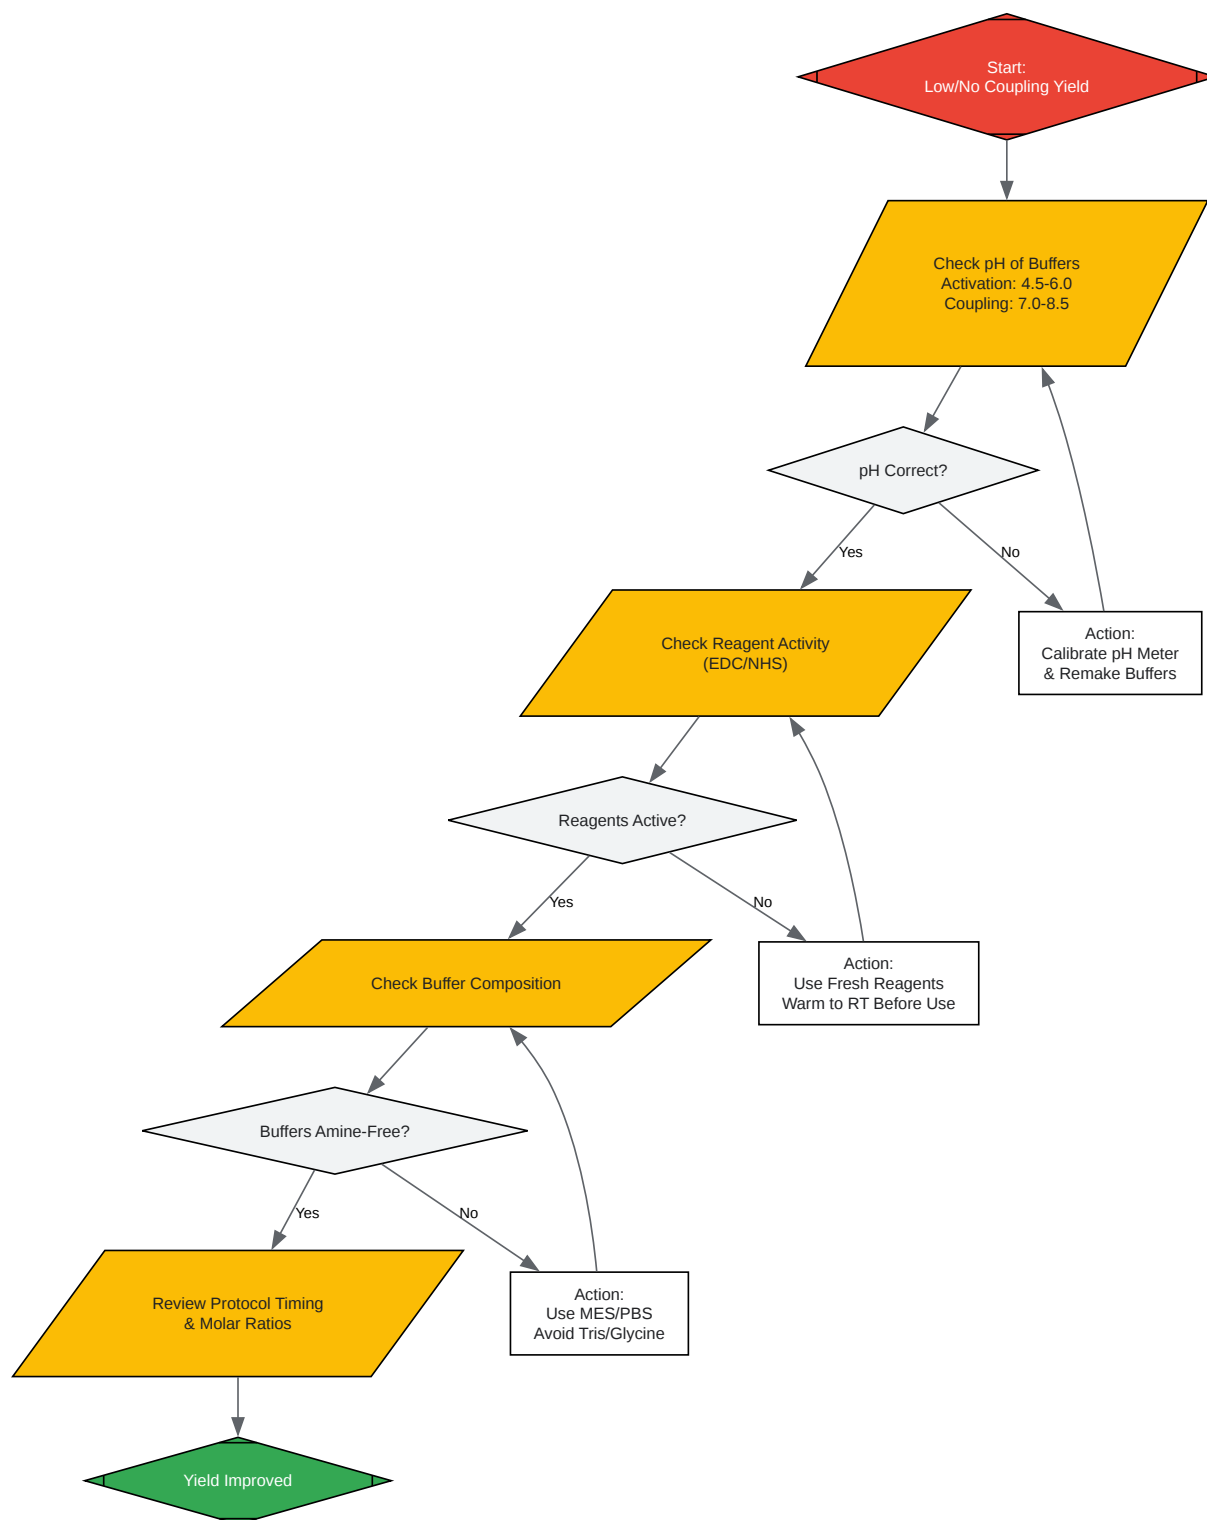 Start:
Low/No Coupling Yield
Check pH of Buffers
Activation: 4.5-6.0
Coupling: 7.0-8.5
pH Correct?
Yes
No
Action:
Calibrate pH Meter
& Remake Buffers
Check Reagent Activity
(EDC/NHS)
Reagents Active?
Yes
No
Action:
Use Fresh Reagents
Warm to RT Before Use
Check Buffer Composition
Buffers Amine-Free?
Yes
No
Action:
Use MES/PBS
Avoid Tris/Glycine
Review Protocol Timing
& Molar Ratios
Yield Improved